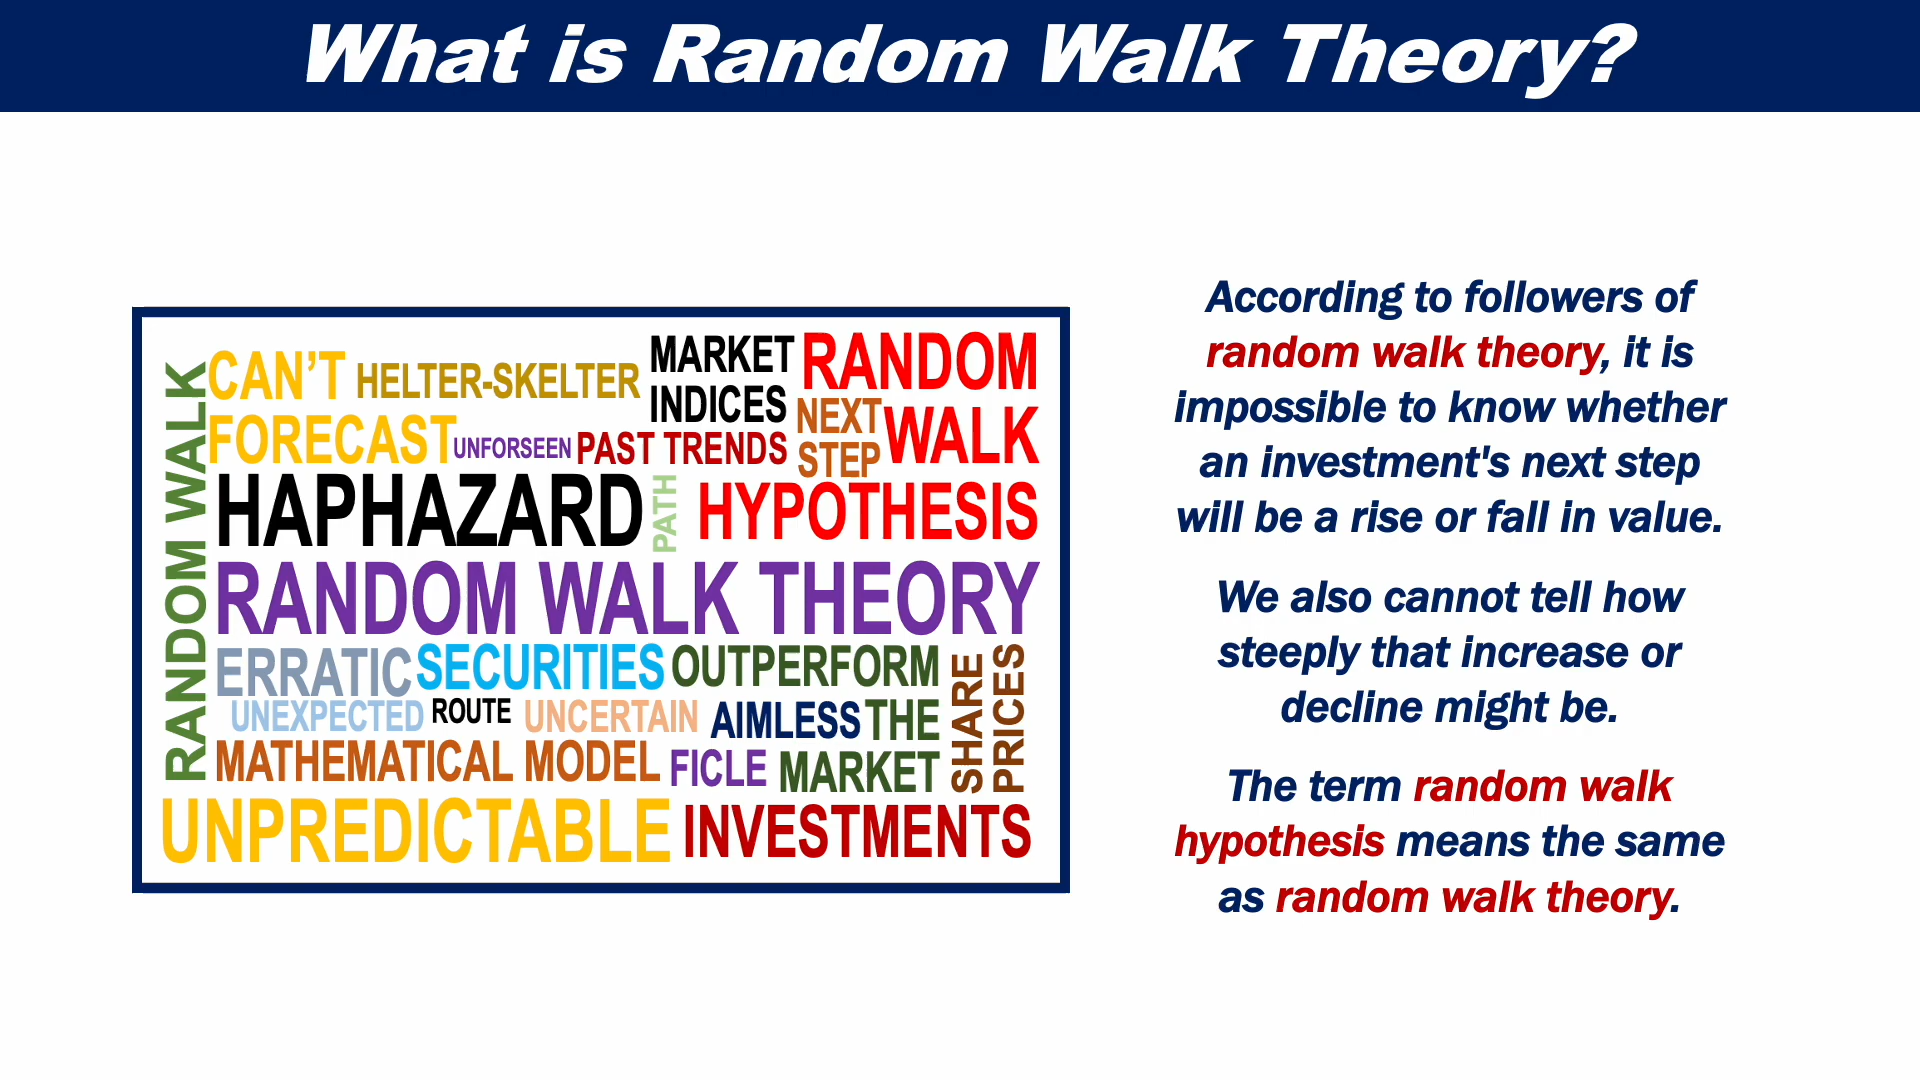 What is Random Walk Theory?
RANDOM WALK
CAN’T
FORECAST
HELTER-SKELTER
UNFORSEEN
MARKET
INDICES
PAST TRENDS
RANDOM
WALK
HYPOTHESIS
NEXT
STEP
HAPHAZARD
PATH
RANDOM WALK THEORY
ERRATIC
SECURITIES
OUTPERFORM
THE
MARKET
UNEXPECTED
ROUTE
UNCERTAIN
AIMLESS
SHARE
PRICES
MATHEMATICAL MODEL
FICLE
UNPREDICTABLE
INVESTMENTS
According to followers of
random walk theory, it is
impossible to know whether
an investment's next step
will be a rise or fall in value.
We also cannot tell how
steeply that increase or
decline might be.
The term random walk
hypothesis means the same
as random walk theory.